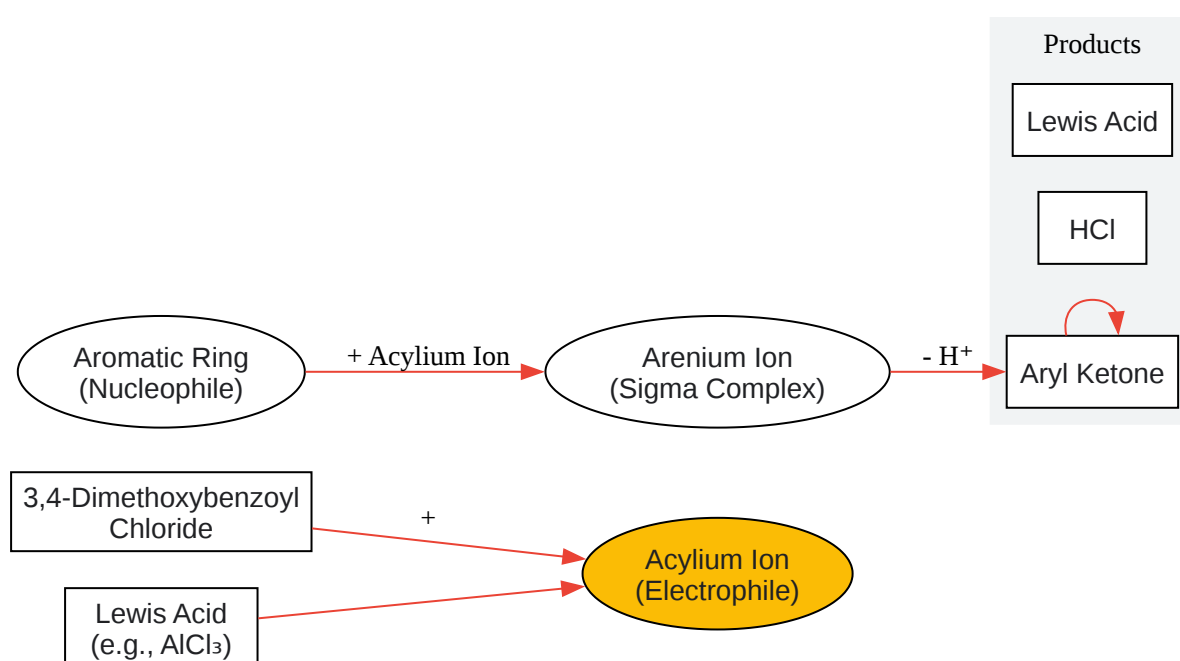 Products
Lewis Acid
HCl
Aromatic Ring
(Nucleophile)
+ Acylium Ion
Arenium Ion
(Sigma Complex)
- H⁺
Aryl Ketone
3,4-Dimethoxybenzoyl
Chloride
+
Acylium Ion
(Electrophile)
Lewis Acid
(e.g., AlCl₃)